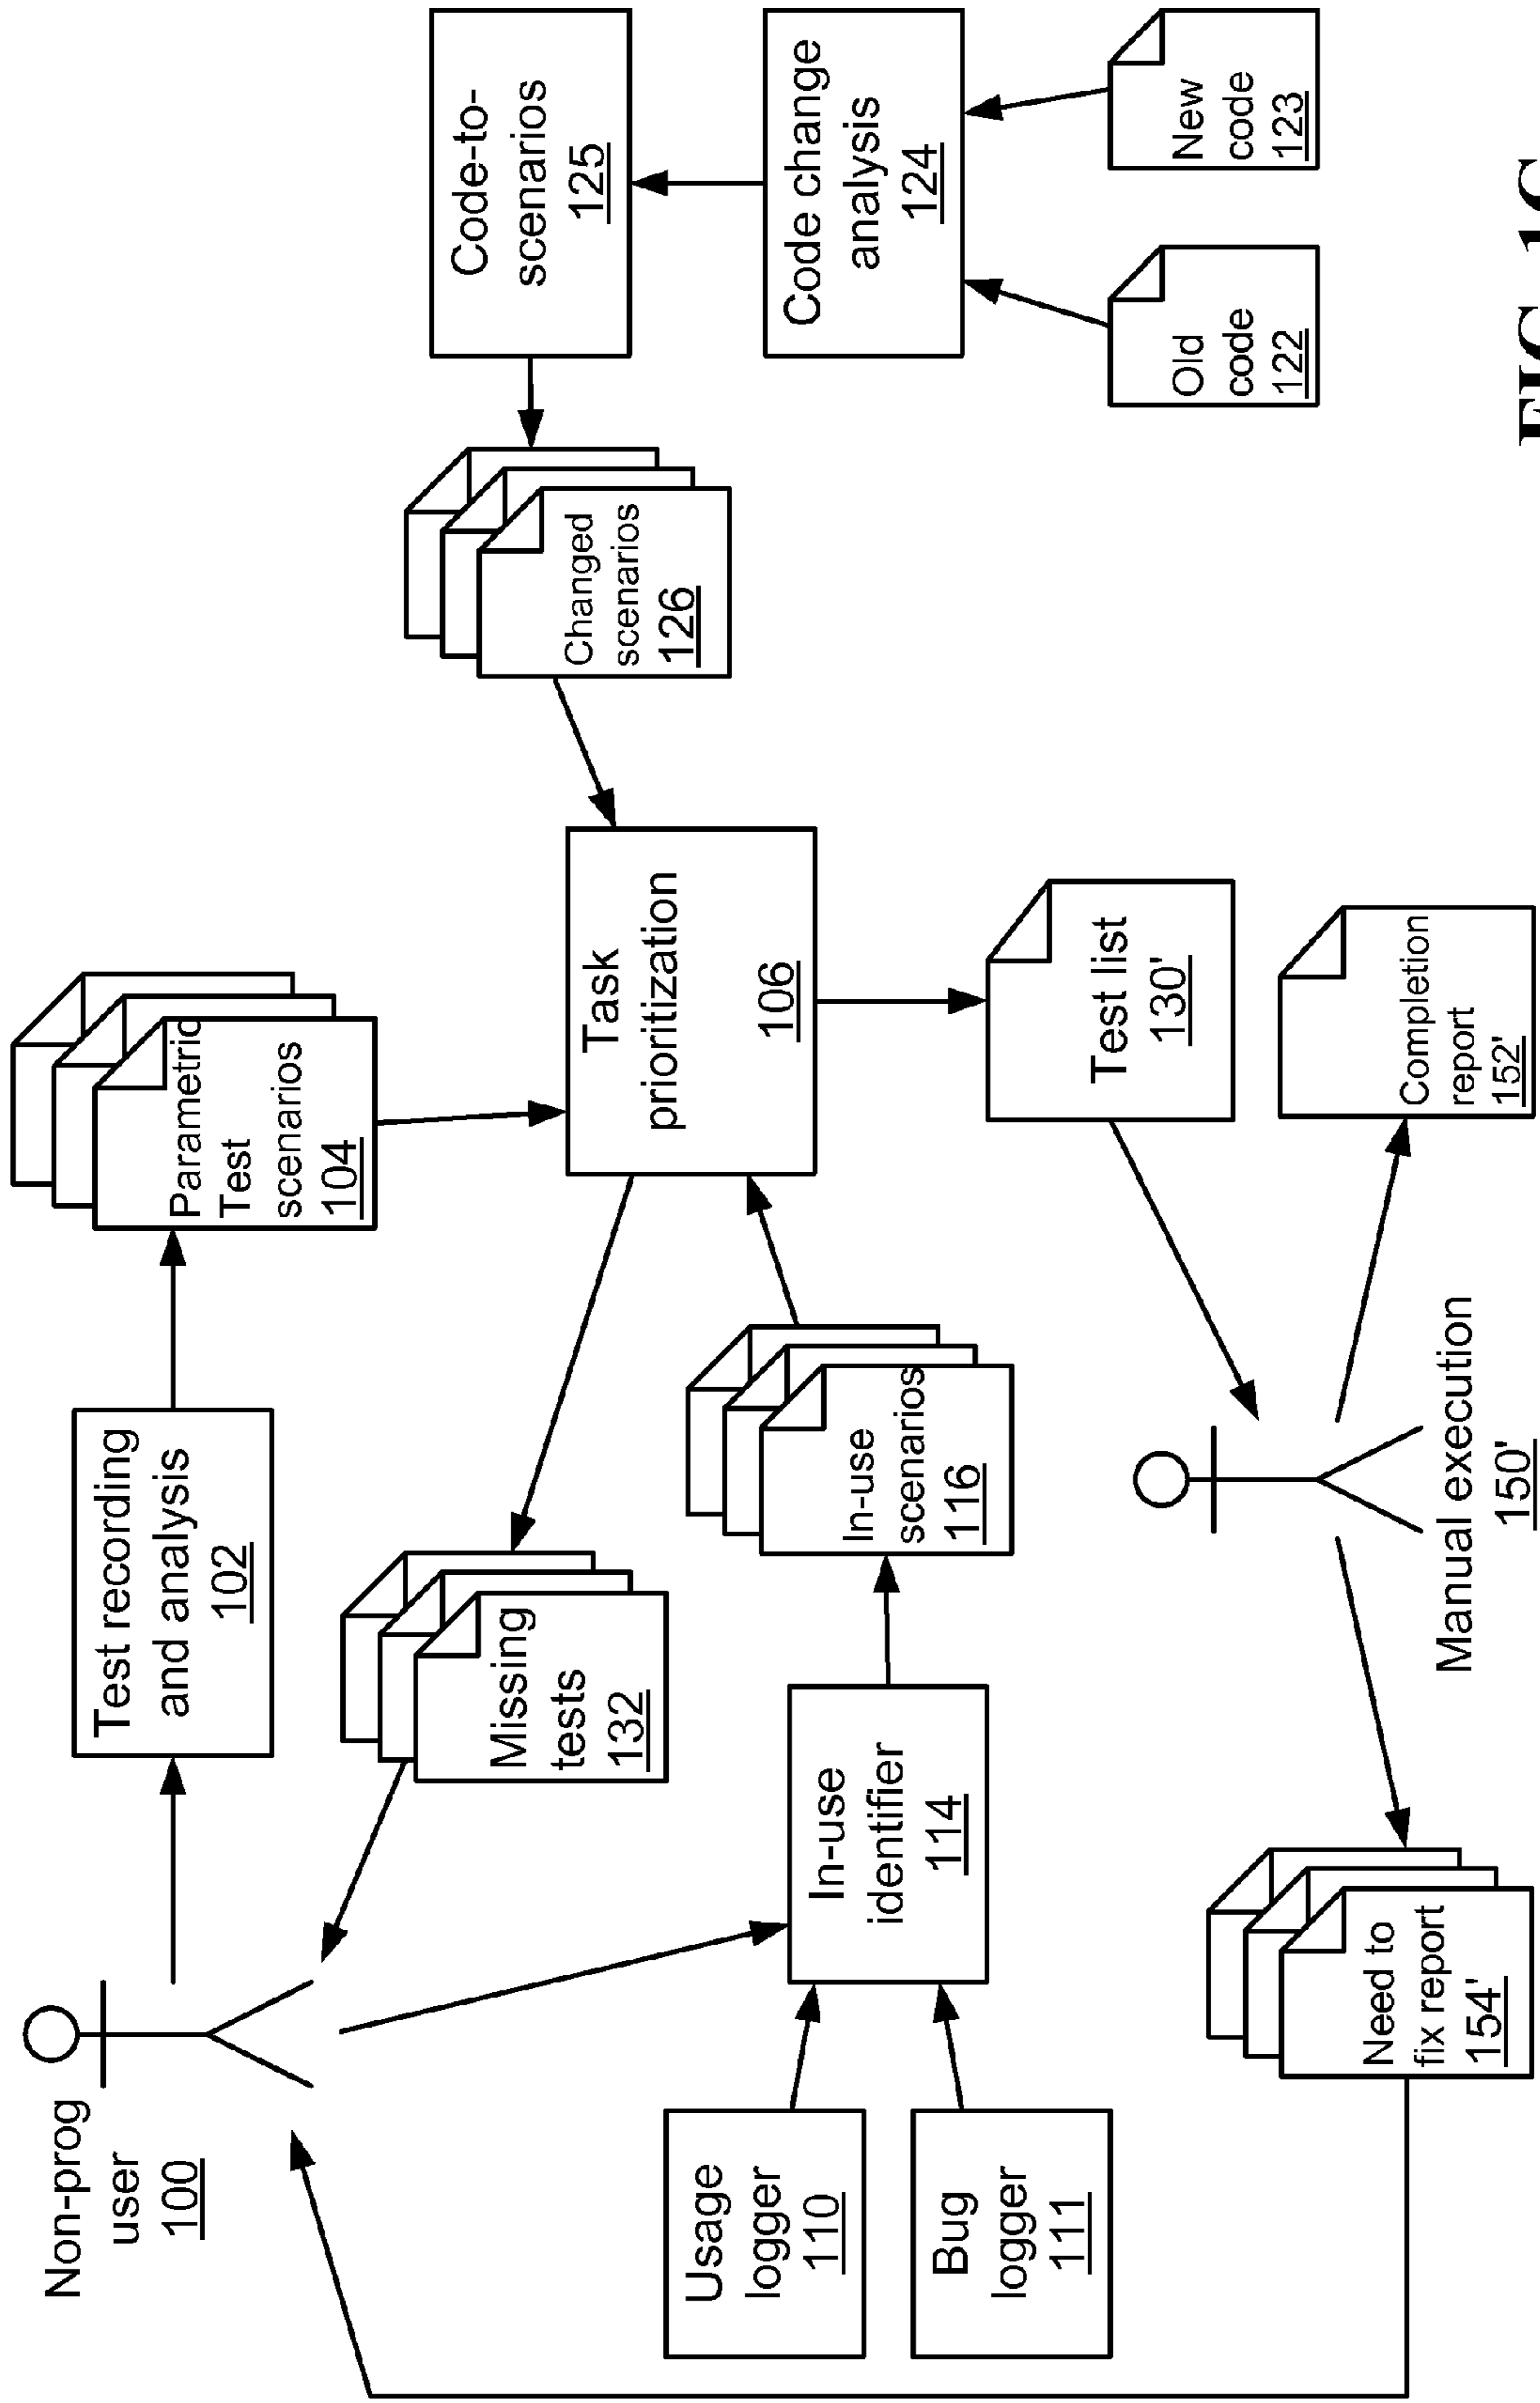 Non-prog
user
100
Test recording
and analysis
102
Parametric
Test
scenarios
104
Missing
tests
132
Task
prioritization
106
Changed
scenarios
126
Code-to-
scenarios
125
Code change
analysis
124
Old
code
122
New
code
123
Usage
logger
110
Bug
logger
111
In-use
identifier
114
In-use
scenarios
116
Test list
130'
Need to
fix report
154'
Manual execution
150'
Completion
report
152'
FIG. 1C